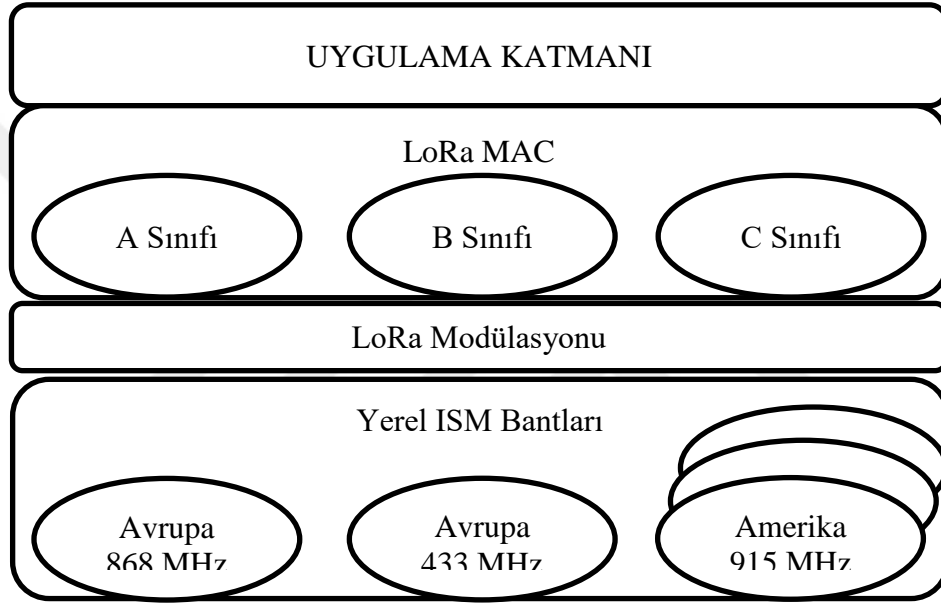 UYGULAMA KATMANI
LoRa MAC
A Sınıfı
B Sınıfı
C Sınıfı
LoRa Modülasyonu
Yerel ISM Bantları
Avrupa
868 MHz
Avrupa
433 MHz
Amerika
915 MHz